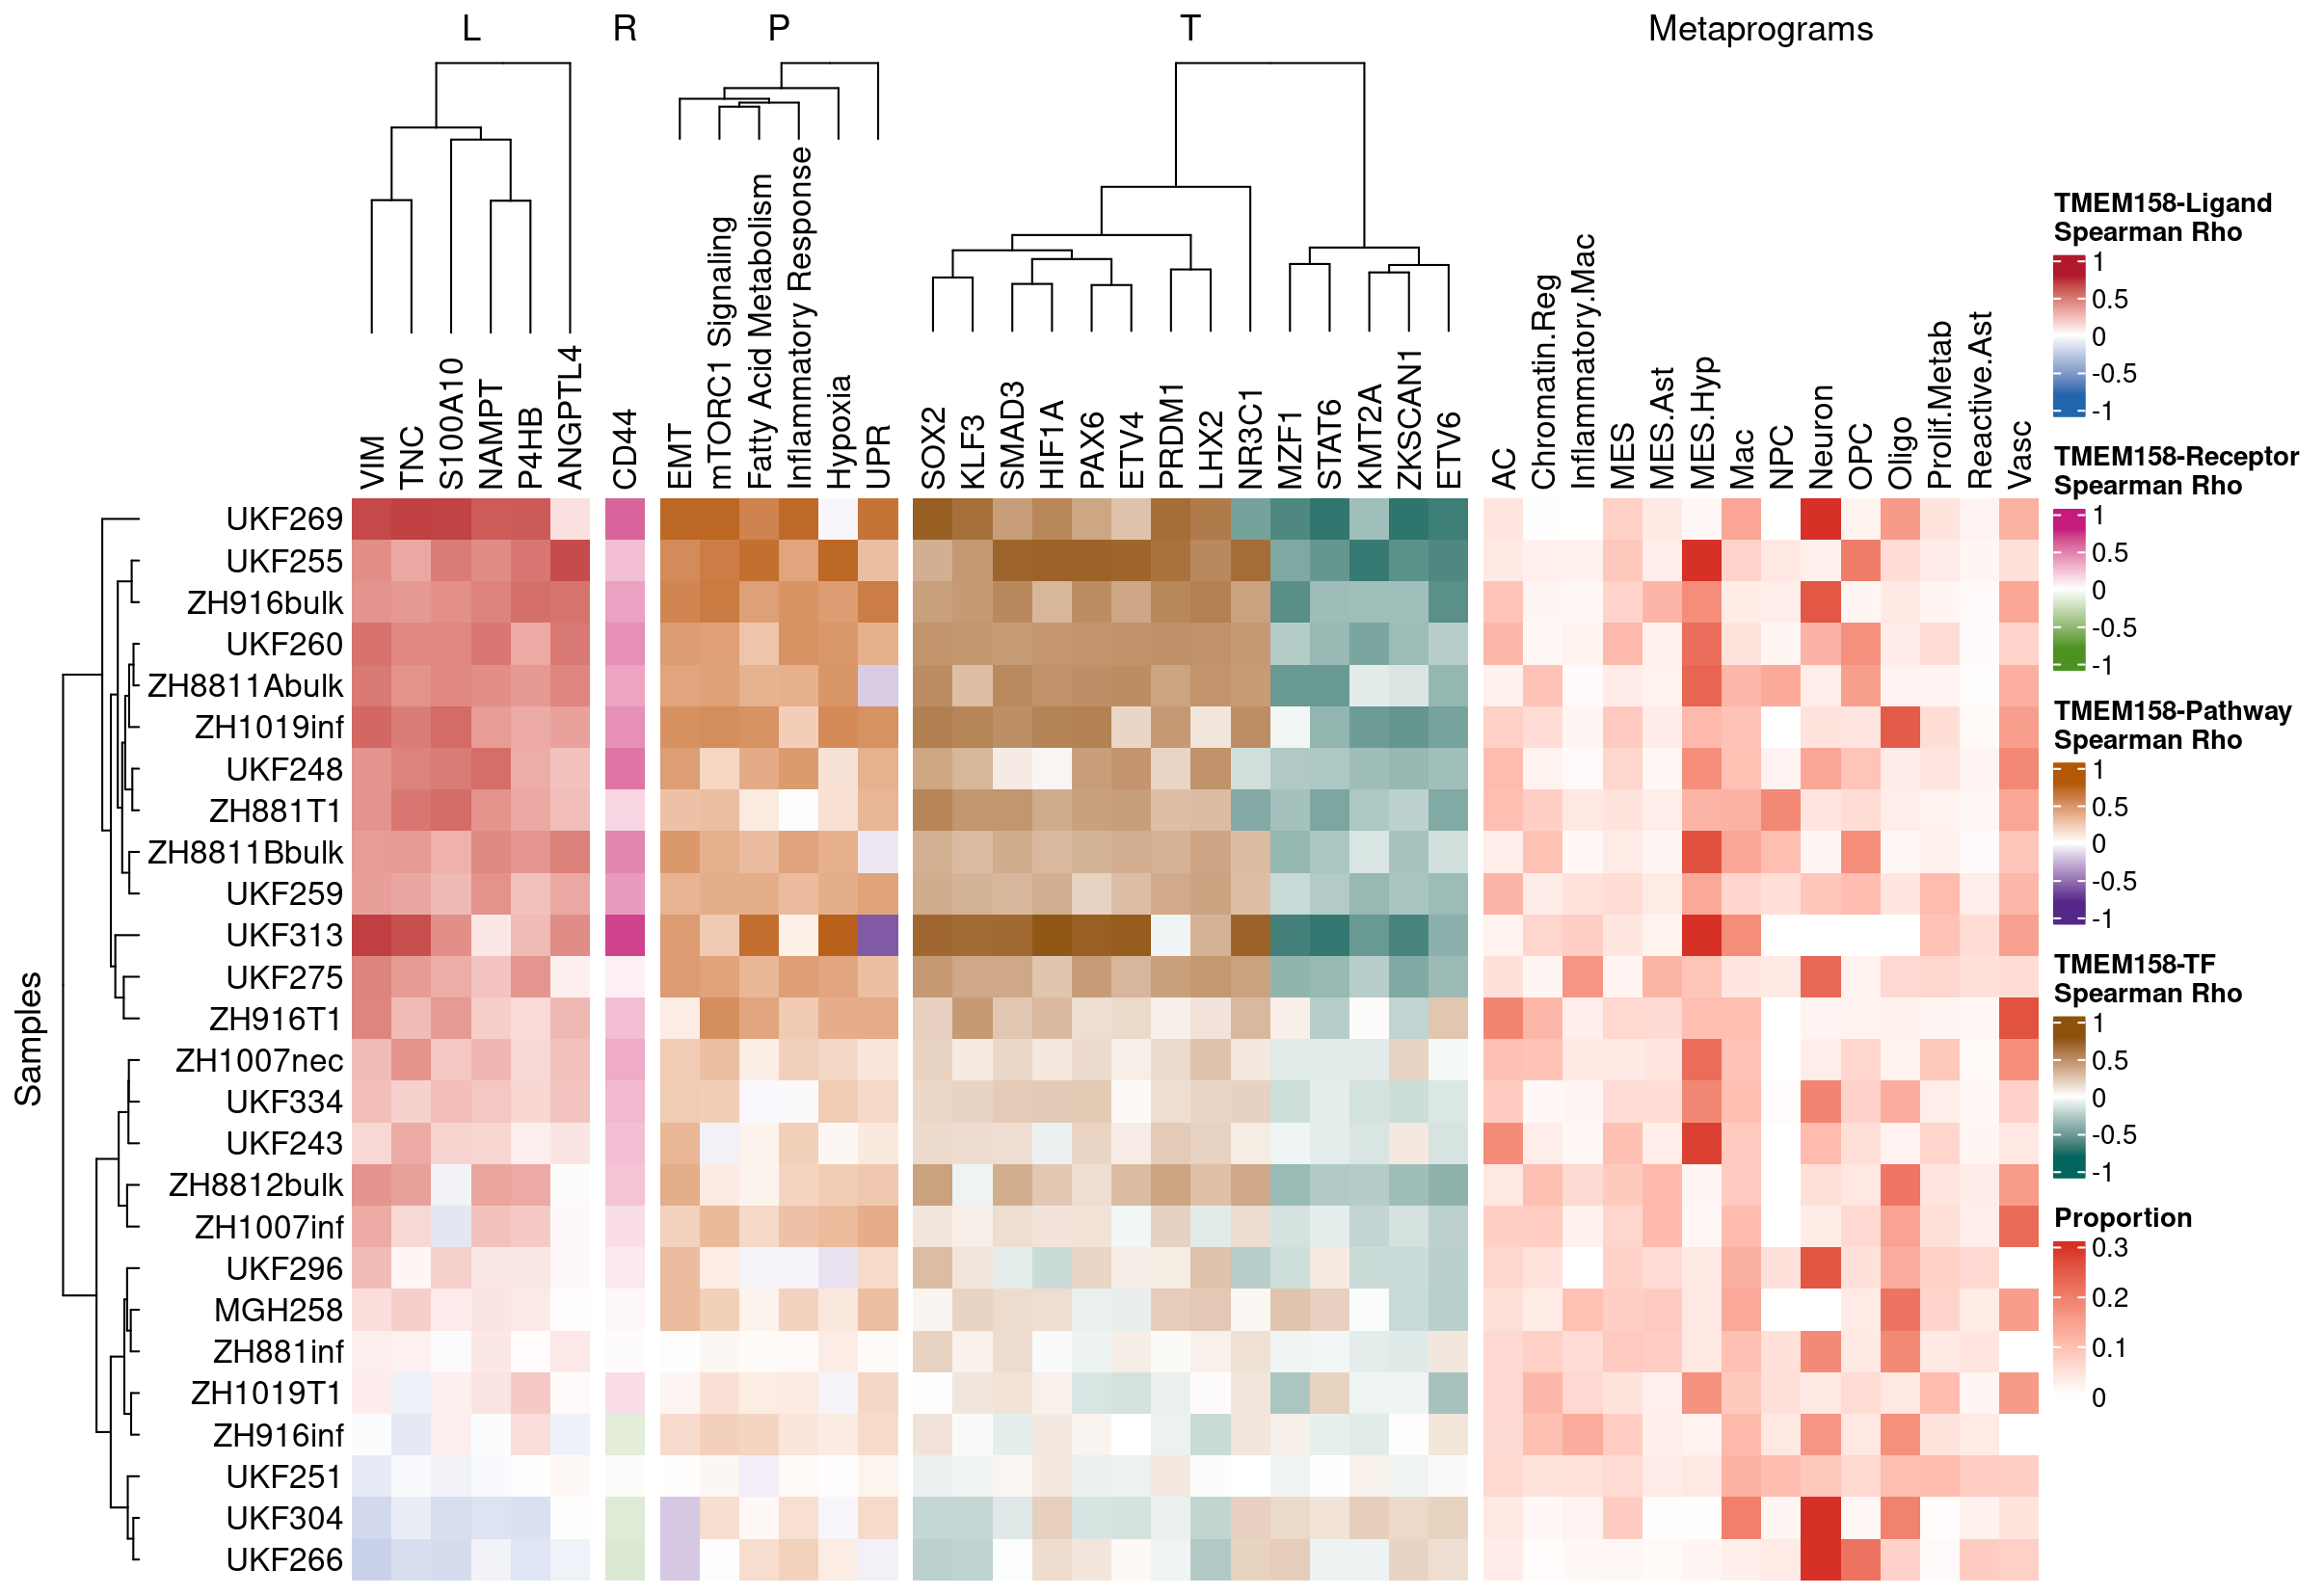 L
R
P
T
Metaprograms
VIM
TNC
S100A10
NAMPT
P4HB
ANGPTL4
CD44
EMT
mTORC1 Signaling
Fatty Acid Metabolism
Inflammatory Response
Hypoxia
UPR
SOX2
KLF3
SMAD3
HIF1A
PAX6
ETV4
PRDM1
LHX2
NR3C1
MZF1
STAT6
KMT2A
ZKSCAN1
ETV6
AC
Chromatin.Reg
Inflammatory.Mac
MES
MES.Ast
MES.Hyp
Mac
NPC
Neuron
OPC
Oligo
Prolif.Metab
Reactive.Ast
Vasc
Samples
UKF269
UKF255
ZH916bulk
UKF260
ZH8811Abulk
ZH1019inf
UKF248
ZH881T1
ZH8811Bbulk
UKF259
UKF313
UKF275
ZH916T1
ZH1007nec
UKF334
UKF243
ZH8812bulk
ZH1007inf
UKF296
MGH258
ZH881inf
ZH1019T1
ZH916inf
UKF251
UKF304
UKF266
TMEM158-Ligand
Spearman Rho
1
0.5
0
-0.5
-1
TMEM158-Receptor
Spearman Rho
1
0.5
0
-0.5
-1
TMEM158-Pathway
Spearman Rho
1
0.5
0
-0.5
-1
TMEM158-TF
Spearman Rho
1
0.5
0
-0.5
-1
Proportion
0.3
0.2
0.1
0